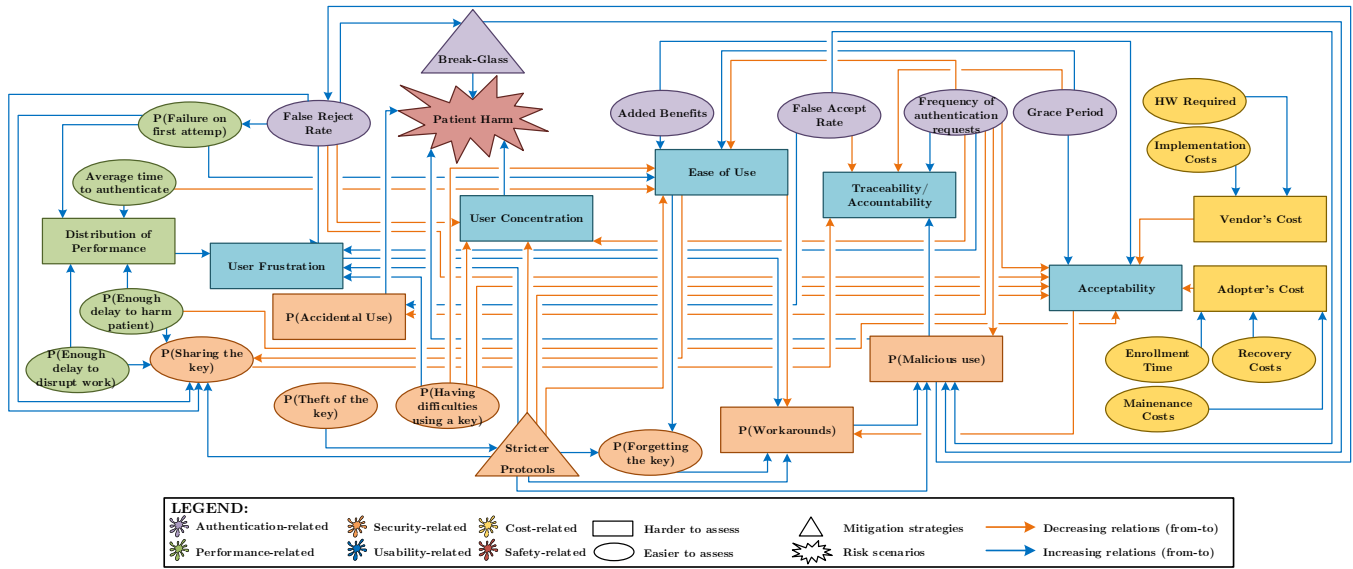 Break-Glass
P(Failure on
first attemp)
False Reject
Rate
Patient Harm
Added Benefits
False Accept
Rate
Frequency of
authentication
requests
Grace Period
HW Required
Implementation
Costs
Average time
to authenticate
Ease of Use
Traceability/
Accountability
User Concentration
Vendor's Cost
Distribution of
Performance
User Frustration
Acceptability
Adopter's Cost
P(Enough
delay to harm
patient)
P(Accidental Use)
P(Enough
delay to
disrupt work)
P(Sharing the
key)
P(Malicious use)
Enrollment
Time
Recovery
Costs
P(Theft of the
key)
P(Having
difficulties
using a key)
Mainenance
Costs
P(Workarounds)
Stricter
Protocols
P(Forgetting
the key)
LEGEND:
Authentication-related
Security-related
Cost-related
Harder to assess
Mitigation strategies
Decreasing relations (from-to)
Performance-related
Usability-related
Safety-related
Easier to assess
Risk scenarios
Increasing relations (from-to)